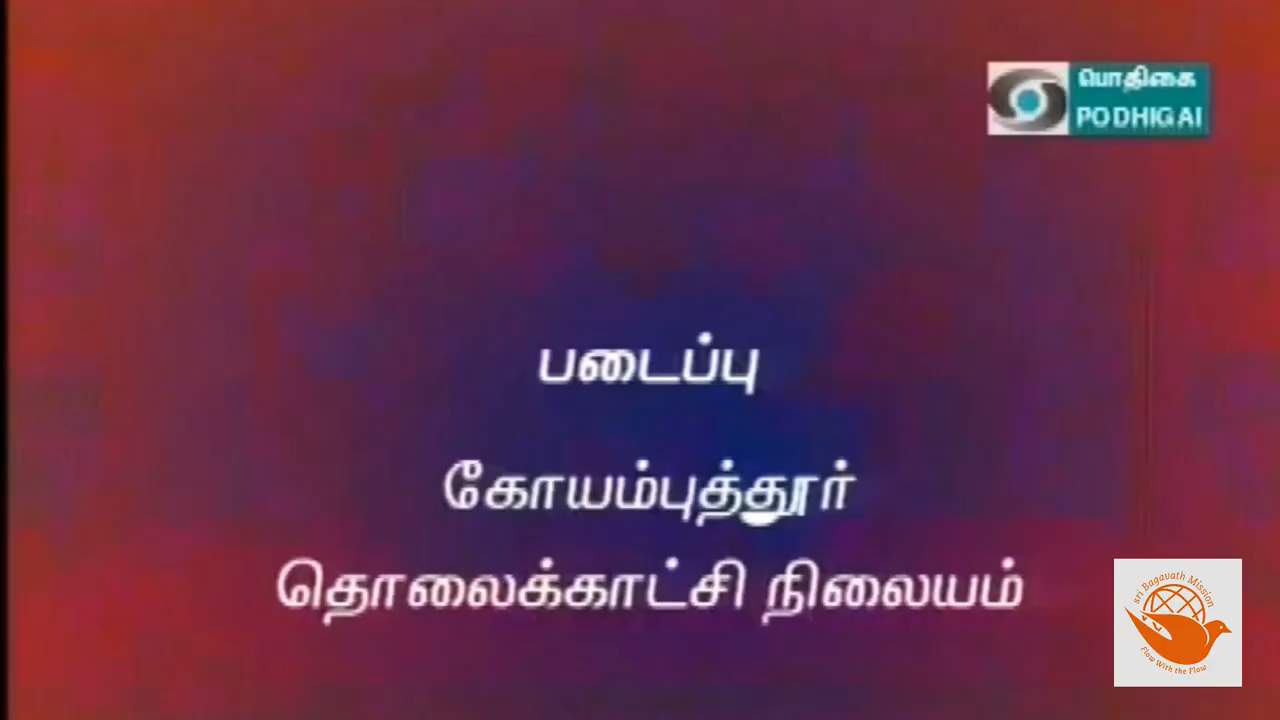 பொதிகை
PODHIGAI
படைப்பு
கோயம்புத்தூர்
தொலைக்காட்சி நிலையம்
Sri Bagavath Mission
Flow With the Flow